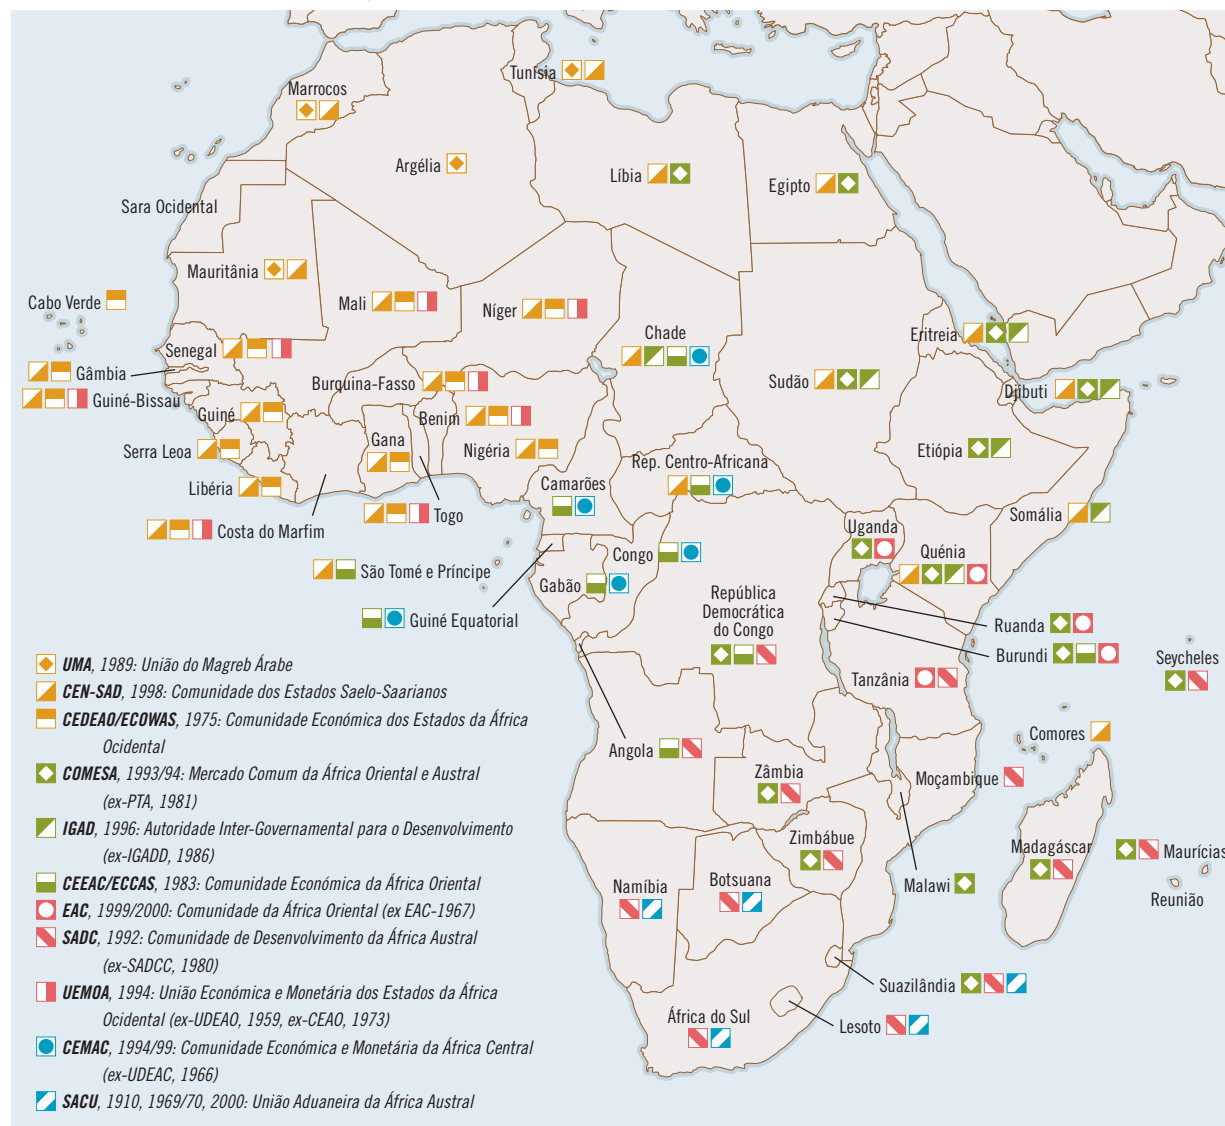 Tunísia
Marrocos
Argélia
Líbia
Egipto
Sara Ocidental
Mauritânia
Cabo Verde
Mali
Níger
Chade
Eritreia
Senegal
Gâmbia
Burquina-Fasso
Sudão
Djibuti
Guiné-Bissau
Guiné
Benim
Gana
Nigéria
Etiópia
Serra Leoa
Rep. Centro-Africana
Libéria
Camarões
Togo
Costa do Marfim
Somália
Uganda
Quénia
Congo
São Tomé e Príncipe
Gabão
República
Democrática
do Congo
Guiné Equatorial
Ruanda
Burundi
Seycheles
Tanzânia
Comores
Angola
Zâmbia
Moçambique
Zimbábue
Madagáscar
Maurícias
Malawi
Reunião
Namíbia
Botsuana
Suazilândia
África do Sul
Lesoto
UMA, 1989: União do Magreb Árabe
CEN-SAD, 1998: Comunidade dos Estados Saelo-Saarianos
CEDEAO/ECOWAS, 1975: Comunidade Económica dos Estados da África
Ocidental
COMESA, 1993/94: Mercado Comum da África Oriental e Austral
(ex-PTA, 1981)
IGAD, 1996: Autoridade Inter-Governamental para o Desenvolvimento
(ex-IGADD, 1986)
CEEAC/ECCAS, 1983: Comunidade Económica da África Oriental
EAC, 1999/2000: Comunidade da África Oriental (ex EAC-1967)
SADC, 1992: Comunidade de Desenvolvimento da África Austral
(ex-SADCC, 1980)
UEMOA, 1994: União Económica e Monetária dos Estados da África
Ocidental (ex-UDEAO, 1959, ex-CEAO, 1973)
CEMAC, 1994/99: Comunidade Económica e Monetária da África Central
(ex-UDEAC, 1966)
SACU, 1910, 1969/70, 2000: União Aduaneira da África Austral